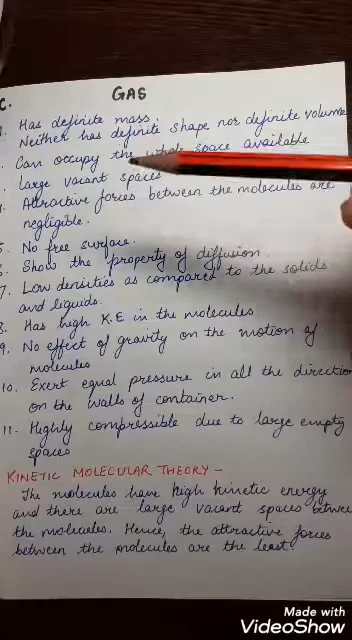 C.
GAS
1. Has definite mass.
Neither has definite shape nor definite volume
Can occupy the whole space available
Large vacant spaces
Attractive forces between the molecules are
negligible.
5. No free surface.
6. Show the property of diffusion.
7. Low densities as compared to the solids
and liquids.
8. Has high K.E in the molecules.
9. No effect of gravity on the motion of
molecules
10. Exert equal pressure in all the direction
on the walls of container.
11. Highly compressible due to large empty
spaces
KINETIC MOLECULAR THEORY -
The molecules have high kinetic energy
and there are large vacant spaces betwee
the molecules. Hence, the attractive forces
between the molecules are the least.
Made with
VideoShow